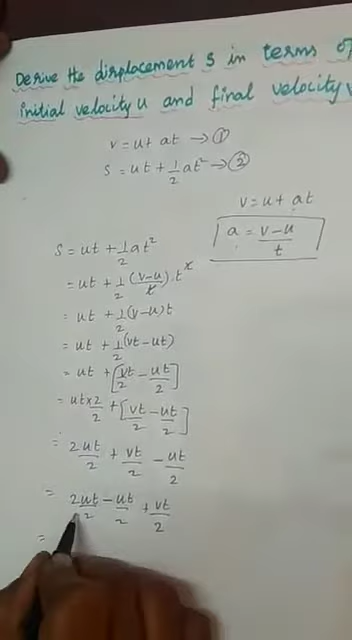 Derive the displacement s in terms of
initial velocity u and final velocity v
v = u + at → ①
s = ut + 1/2 at² → ②
v = u + at
a = (v-u)/t
s = ut + 1/2 at²
= ut + 1/2 (v-u)/t · t²
= ut + 1/2 (v-u)t
= ut + 1/2 (vt - ut)
= ut + [vt/2 - ut/2]
= ut × 2/2 + [vt/2 - ut/2]
= 2ut/2 + vt/2 - ut/2
= 2ut/2 - ut/2 + vt/2
=